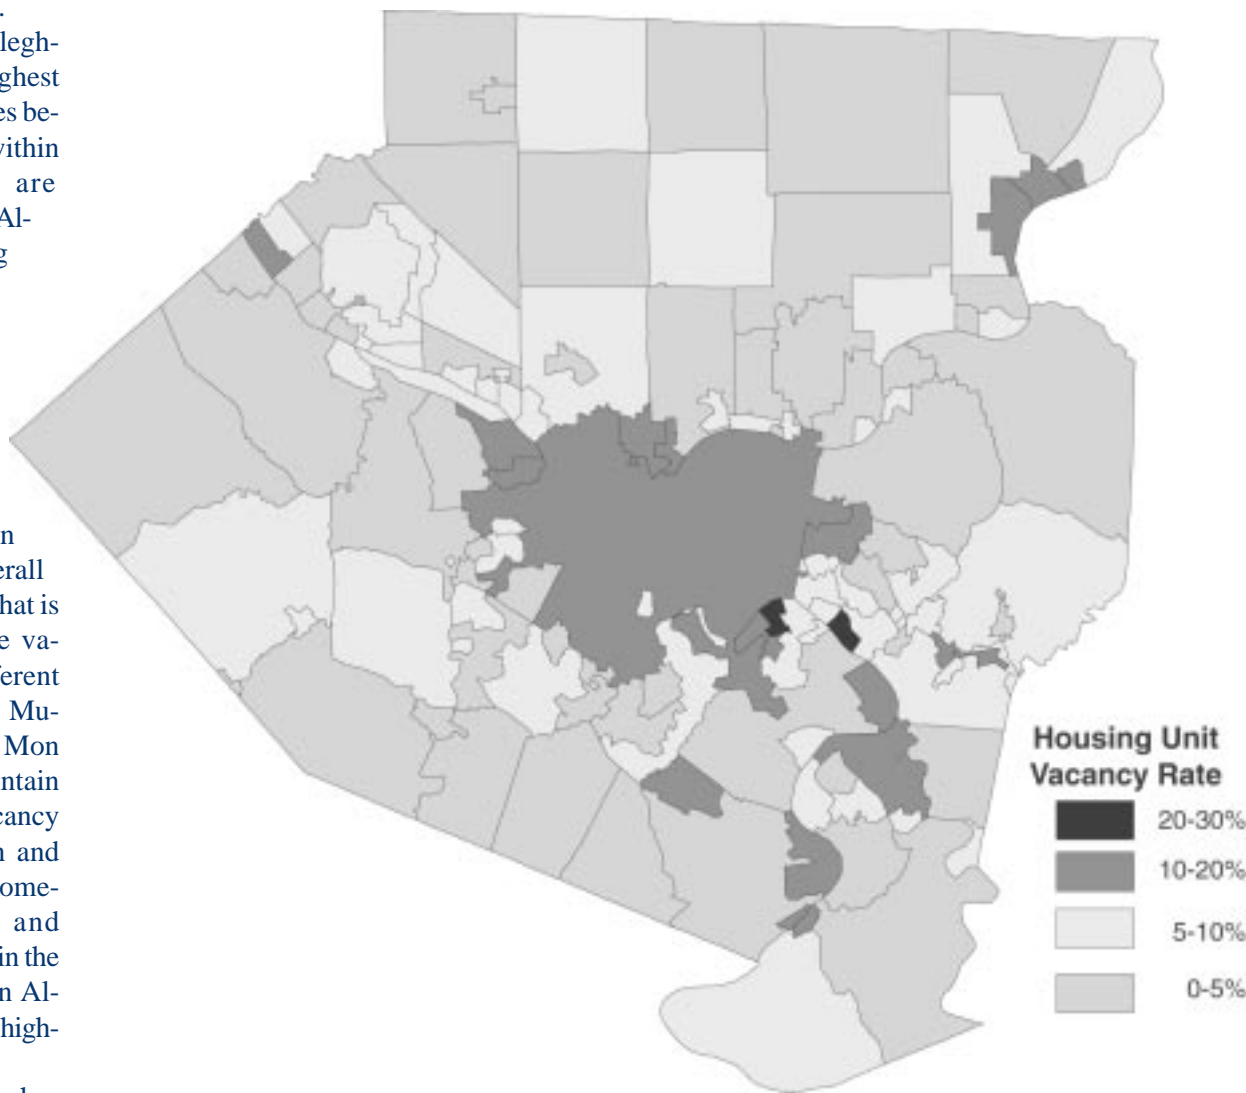 .
legh-
ghest
es be-
within
are
Al-
g
n
erall
hat is
e va-
ferent
Mu-
Mon
ntain
cancy
n and
ome-
and
in the
n Al-
high-
Housing Unit
Vacancy Rate
20-30%
10-20%
5-10%
0-5%